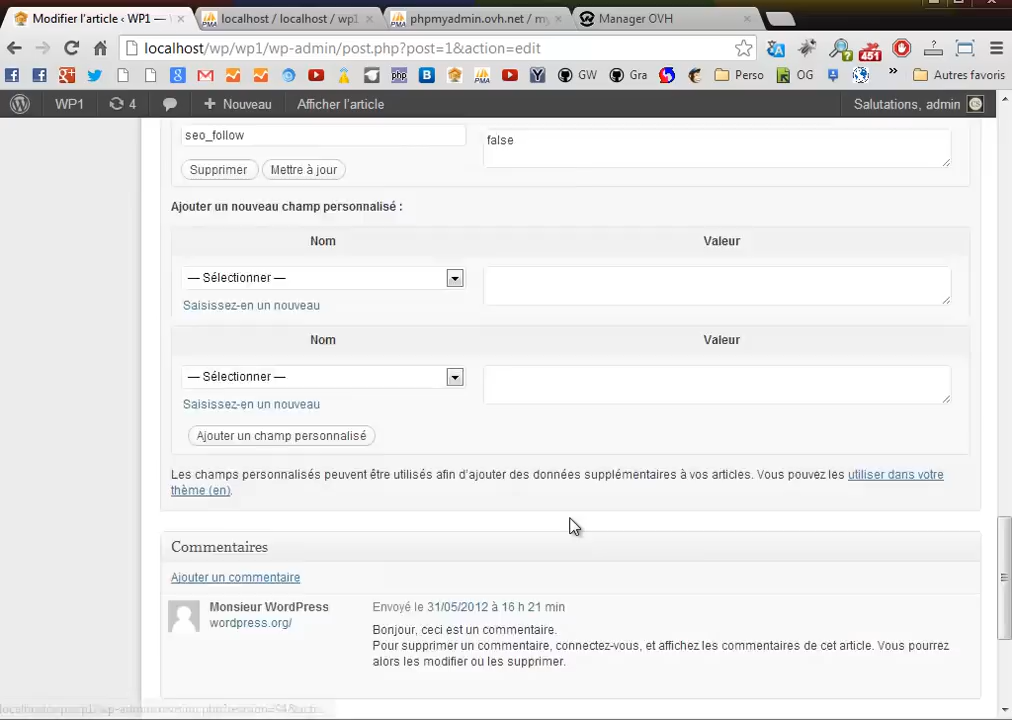 Modifier l'article ‹ WP1 —
localhost / localhost / wp1
phpmyadmin.ovh.net / my
Manager OVH
localhost/wp/wp1/wp-admin/post.php?post=1&action=edit
GW
Gra
Perso
OG
»
Autres favoris
WP1
4
Nouveau
Afficher l'article
Salutations, admin
seo_follow
false
Supprimer
Mettre à jour
Ajouter un nouveau champ personnalisé :
Nom
Valeur
— Sélectionner —
Saisissez-en un nouveau
Nom
Valeur
— Sélectionner —
Saisissez-en un nouveau
Ajouter un champ personnalisé
Les champs personnalisés peuvent être utilisés afin d'ajouter des données supplémentaires à vos articles. Vous pouvez les utiliser dans votre
thème (en).
Commentaires
Ajouter un commentaire
Monsieur WordPress
wordpress.org/
Envoyé le 31/05/2012 à 16 h 21 min
Bonjour, ceci est un commentaire.
Pour supprimer un commentaire, connectez-vous, et affichez les commentaires de cet article. Vous pourrez
alors les modifier ou les supprimer.